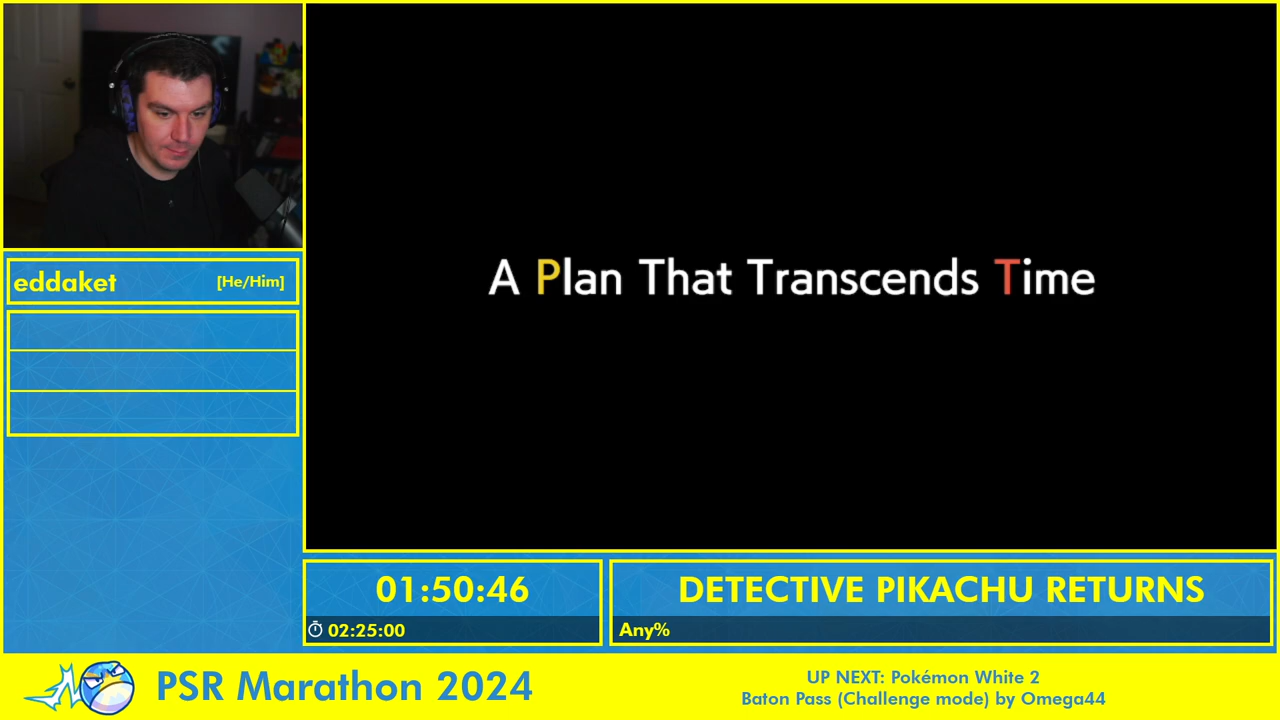 A Plan That Transcends Time
eddaket
[He/Him]
01:50:46
02:25:00
DETECTIVE PIKACHU RETURNS
Any%
PSR Marathon 2024
UP NEXT: Pokémon White 2
Baton Pass (Challenge mode) by Omega44